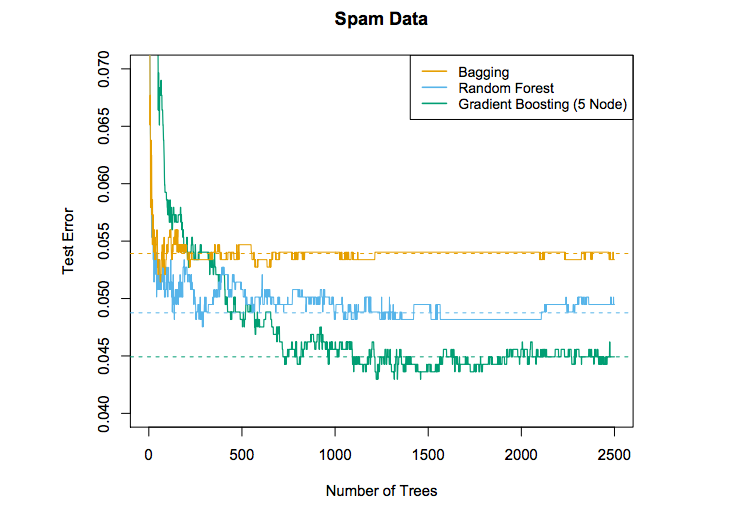 Spam Data
Bagging
Random Forest
Gradient Boosting (5 Node)
Test Error
0.070
0.065
0.060
0.055
0.050
0.045
0.040
0 500 1000 1500 2000 2500
Number of Trees